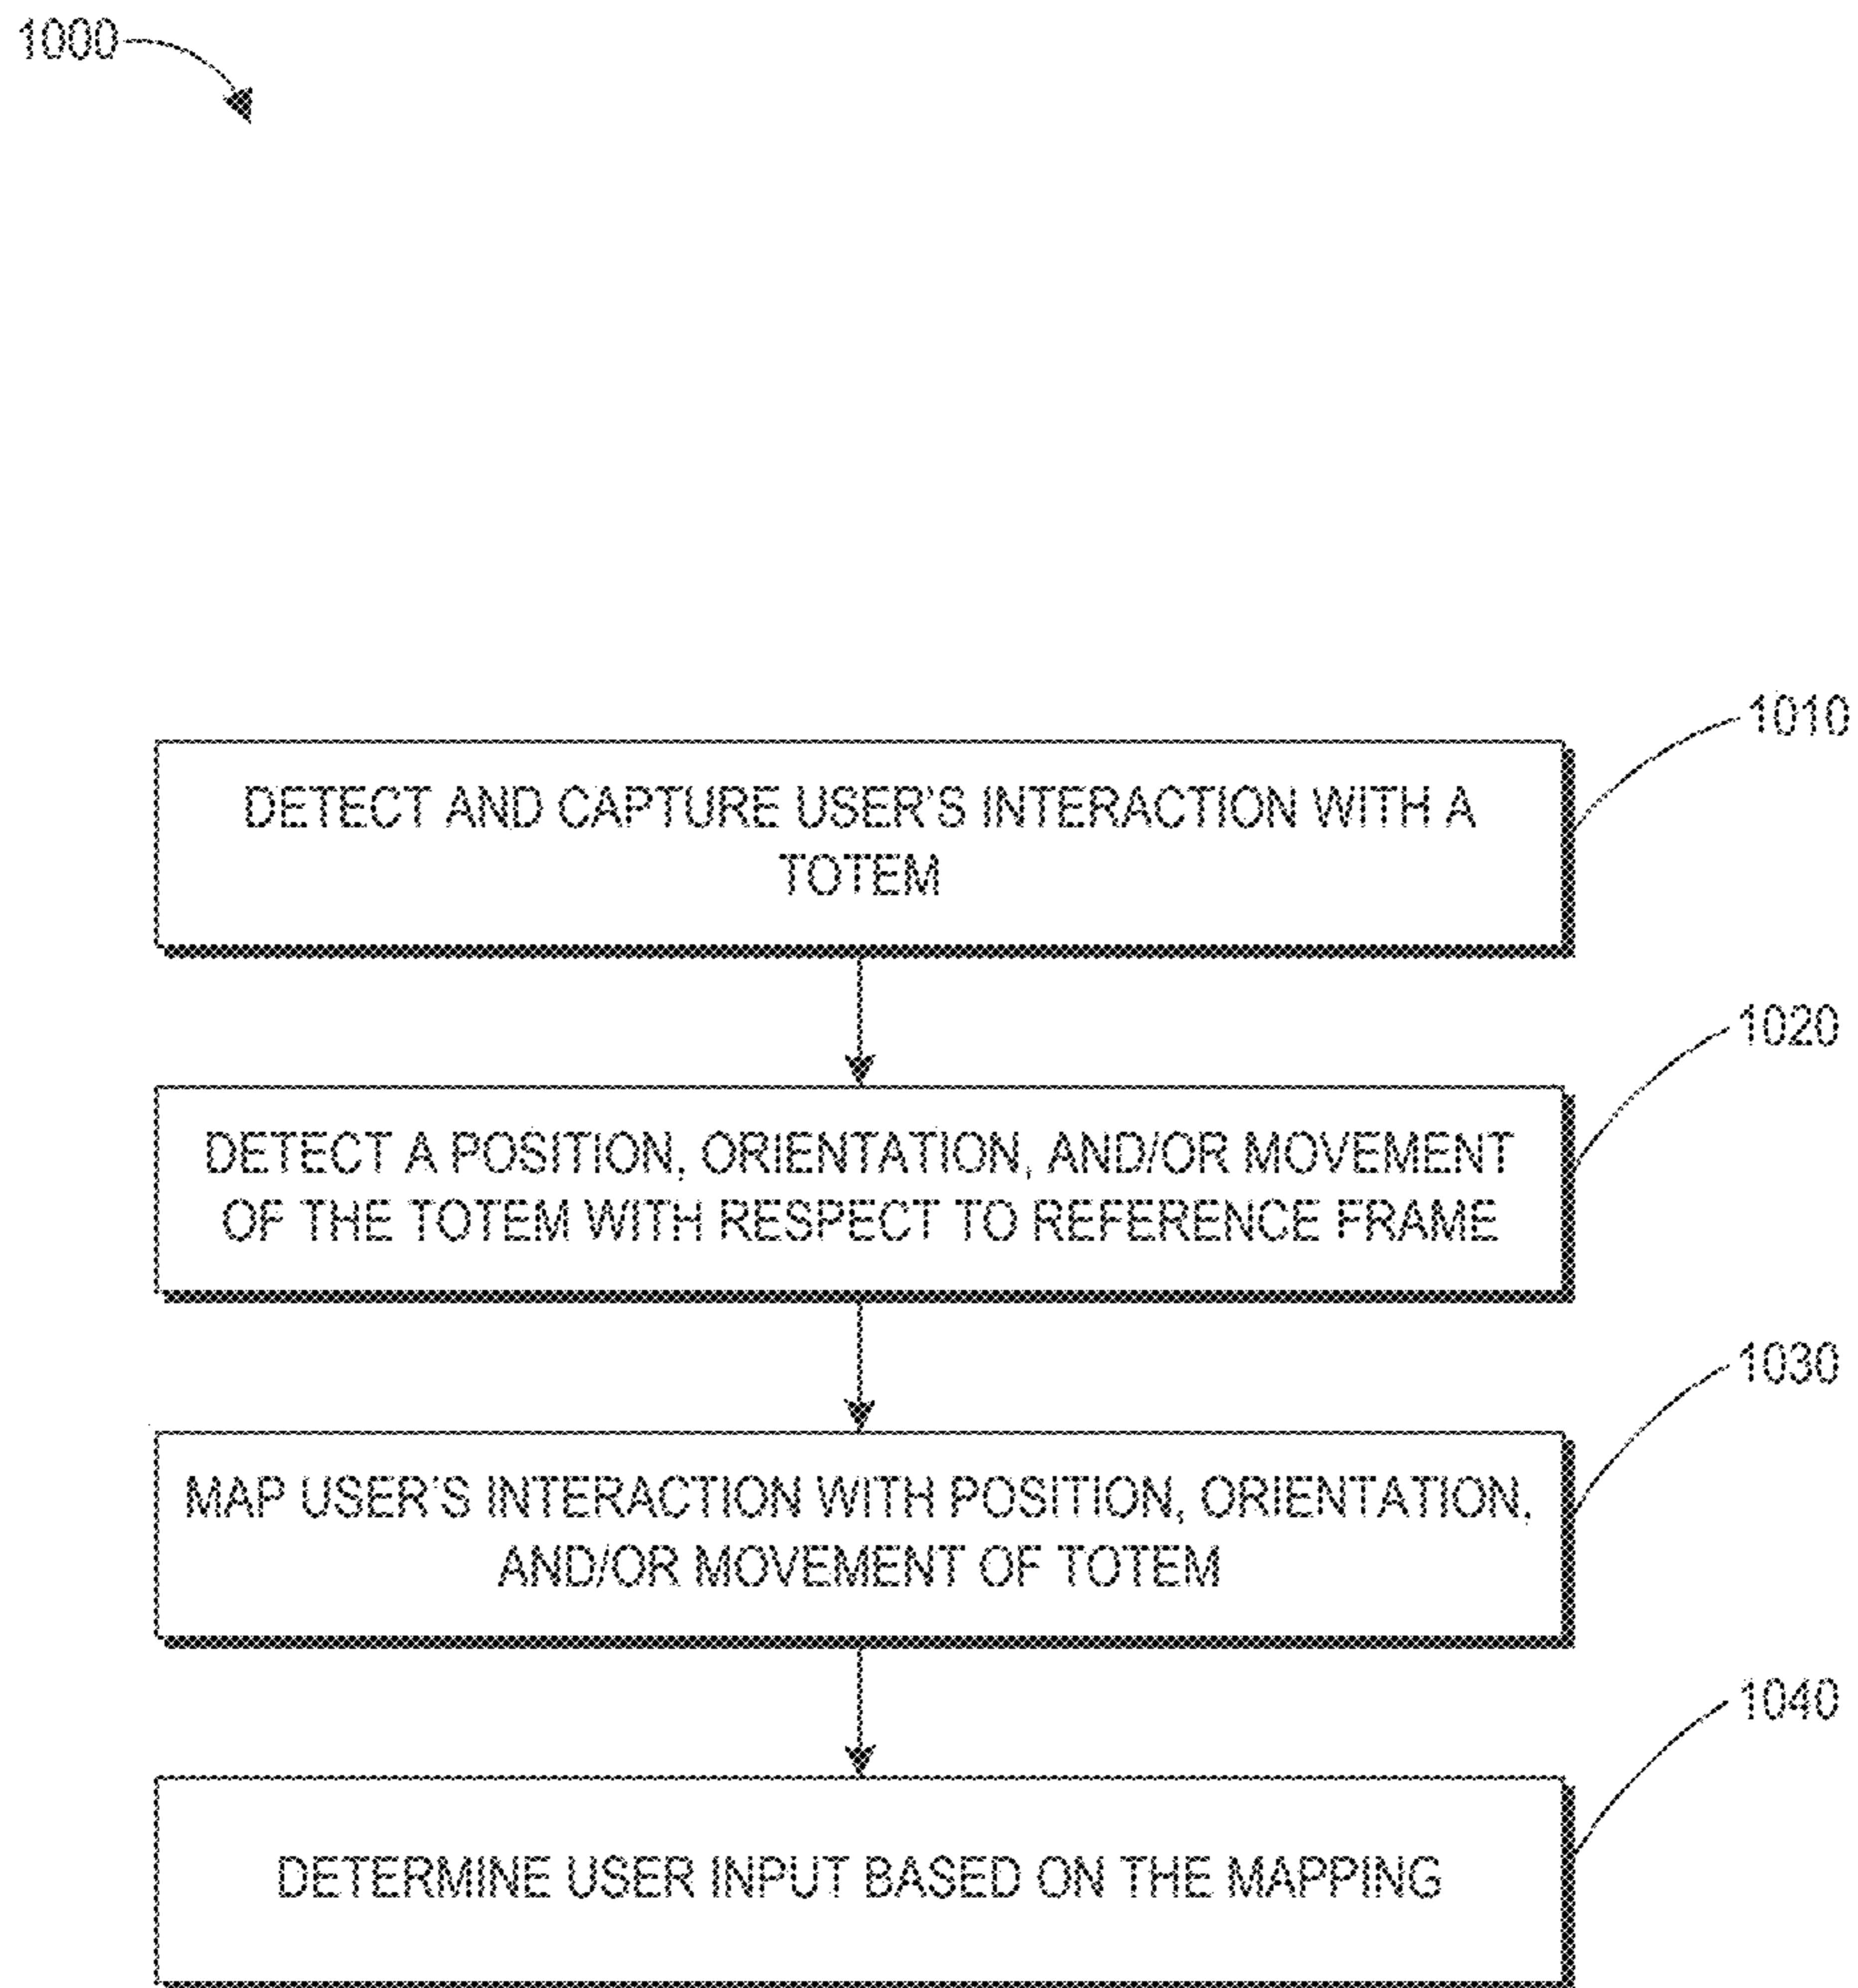 1000
1010
DETECT AND CAPTURE USER'S INTERACTION WITH A
TOTEM
1020
DETECT A POSITION, ORIENTATION, AND/OR MOVEMENT
OF THE TOTEM WITH RESPECT TO REFERENCE FRAME
1030
MAP USER'S INTERACTION WITH POSITION, ORIENTATION,
AND/OR MOVEMENT OF TOTEM
1040
DETERMINE USER INPUT BASED ON THE MAPPING